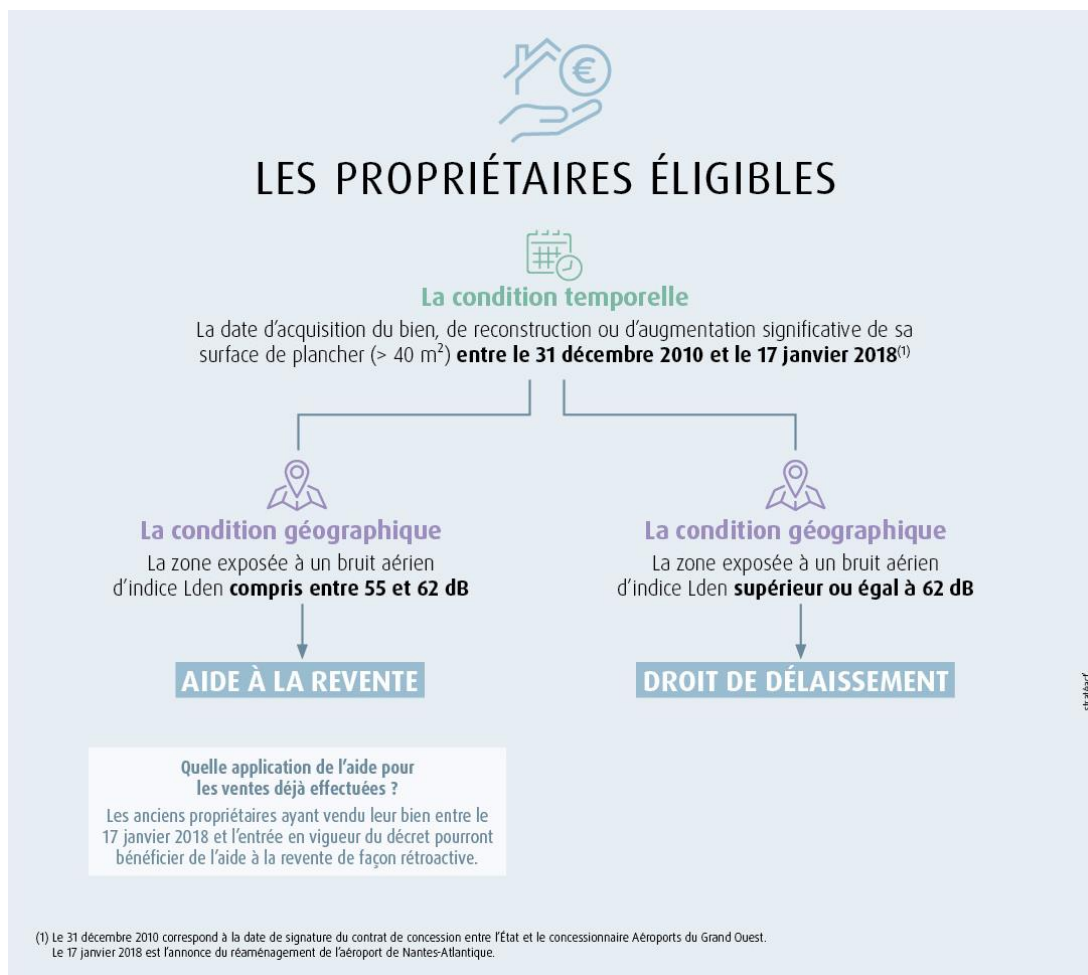 €
LES PROPRIÉTAIRES ÉLIGIBLES
La condition temporelle
La date d'acquisition du bien, de reconstruction ou d'augmentation significative de sa
surface de plancher (> 40 m²) entre le 31 décembre 2010 et le 17 janvier 2018(1)
La condition géographique
La zone exposée à un bruit aérien
d'indice Lden compris entre 55 et 62 dB
AIDE À LA REVENTE
La condition géographique
La zone exposée à un bruit aérien
d'indice Lden supérieur ou égal à 62 dB
DROIT DE DÉLAISSEMENT
Quelle application de l'aide pour
les ventes déjà effectuées ?
Les anciens propriétaires ayant vendu leur bien entre le
17 janvier 2018 et l'entrée en vigueur du décret pourront
bénéficier de l'aide à la revente de façon rétroactive.
(1) Le 31 décembre 2010 correspond à la date de signature du contrat de concession entre l'État et le concessionnaire Aéroports du Grand Ouest.
Le 17 janvier 2018 est l'annonce du réaménagement de l'aéroport de Nantes-Atlantique.